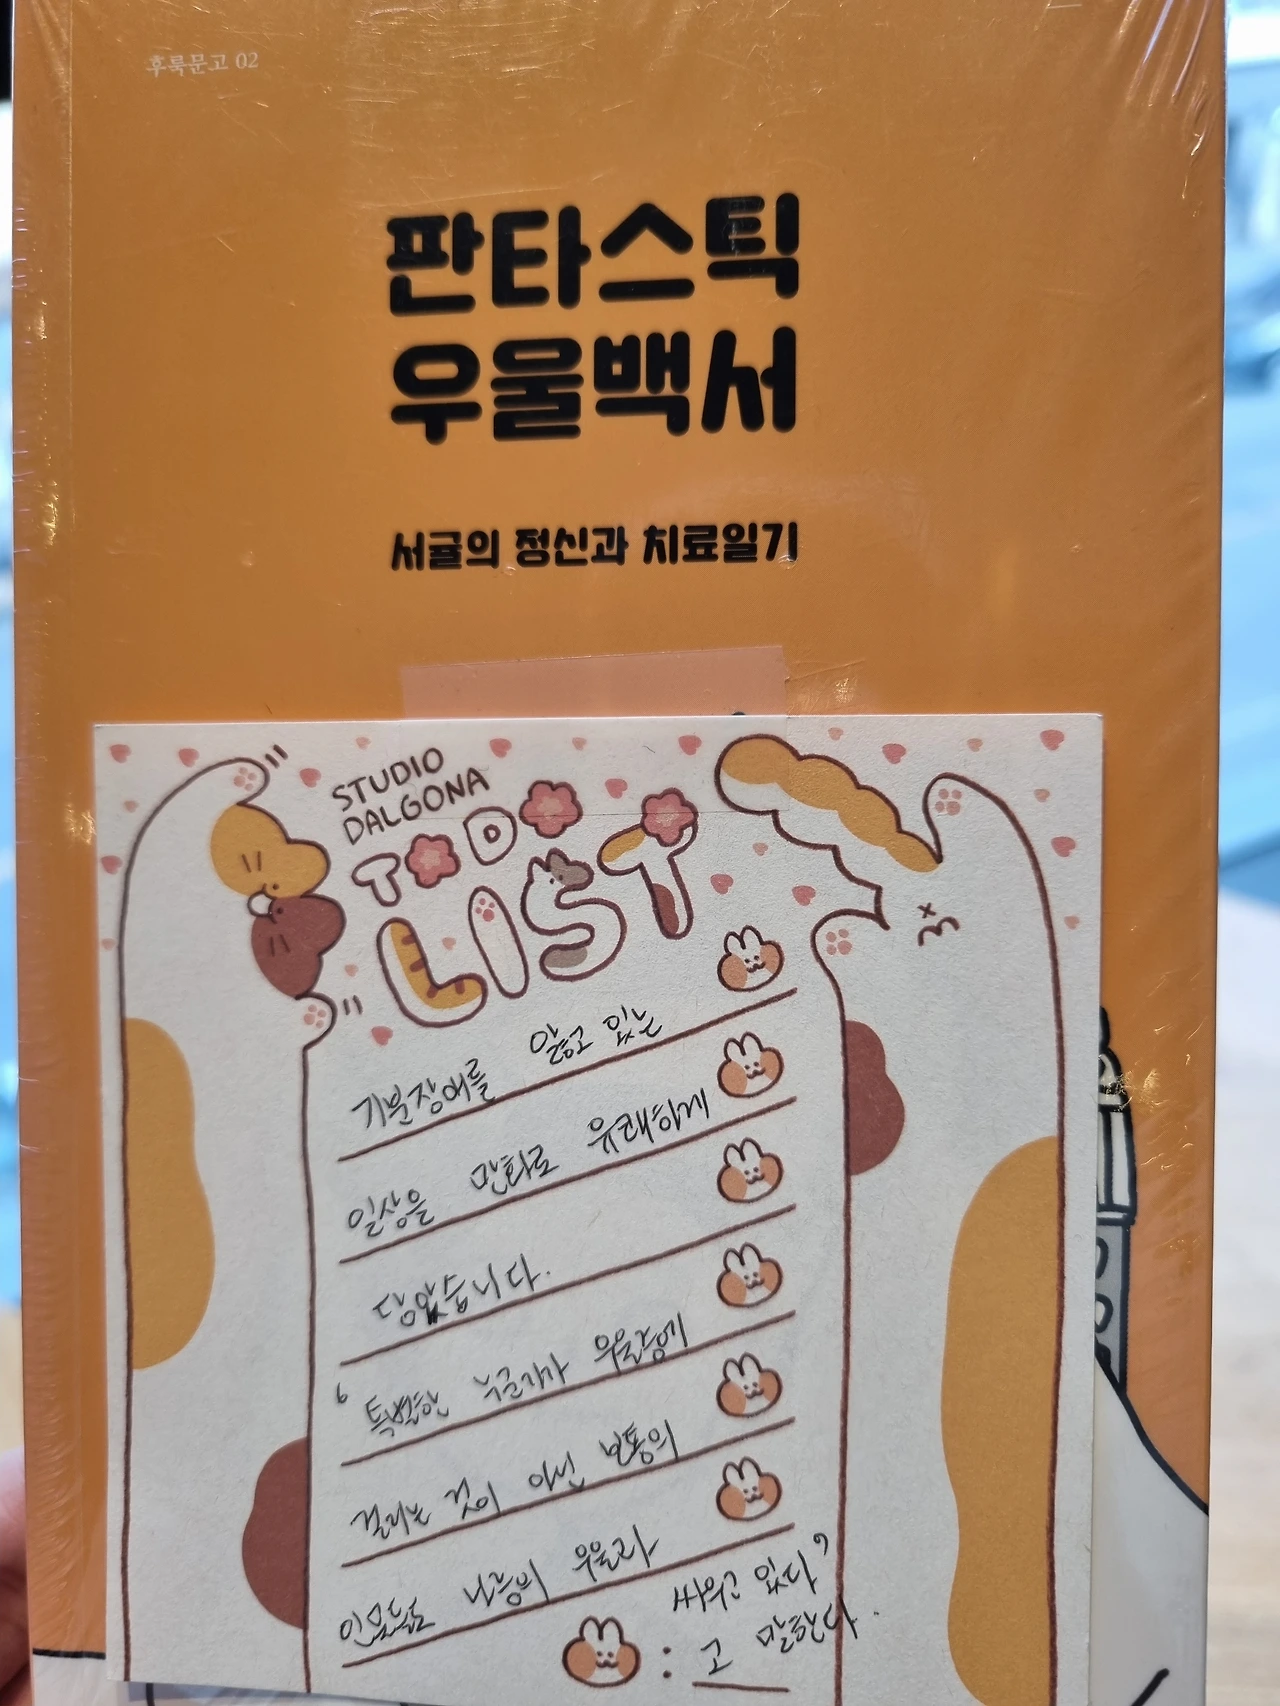 후룩문고 02
판타스틱
우울백서
서귤의 정신과 치료일기
STUDIO
DALGONA
TO DO
LIST
기분장애를 앓고 있는
일상을 만화로 유쾌하게
담았습니다.
‘특별한 누군가가 우울증에
걸리는 것이 아닌 보통의
인물들 나름의 우울과
싸우고 있다’
: 고 말한다.